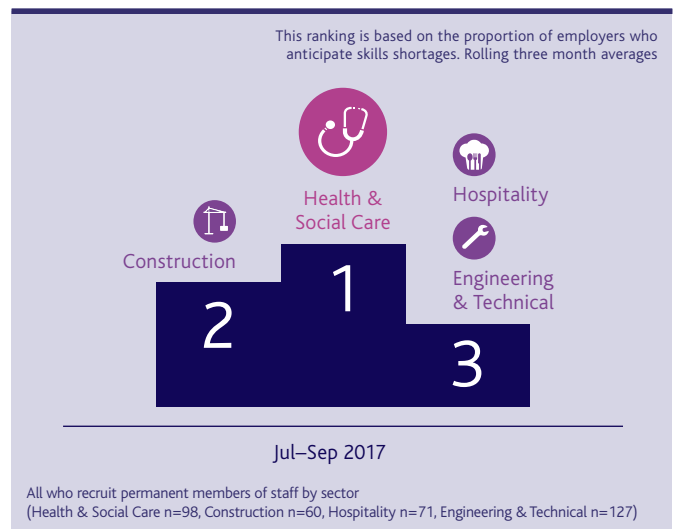 This ranking is based on the proportion of employers who
anticipate skills shortages. Rolling three month averages
Health &
Social Care
Hospitality
Construction
Engineering
& Technical
1
2
3
Jul–Sep 2017
All who recruit permanent members of staff by sector
(Health & Social Care n=98, Construction n=60, Hospitality n=71, Engineering & Technical n=127)